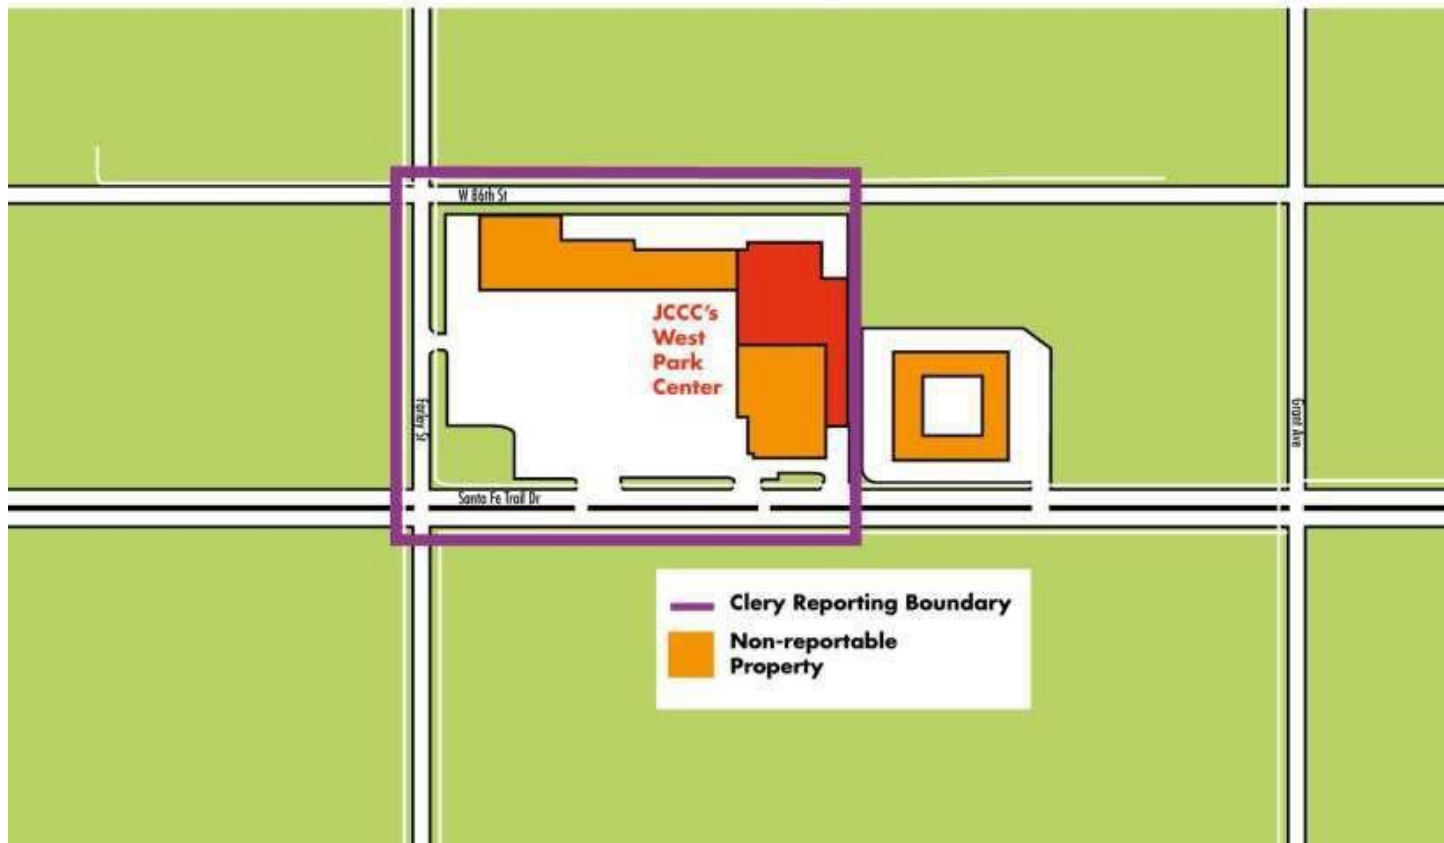 W 86th St
JCCC's
West
Park
Center
Farley St
Grant Ave
Santa Fe Trail Dr
Clery Reporting Boundary
Non-reportable
Property